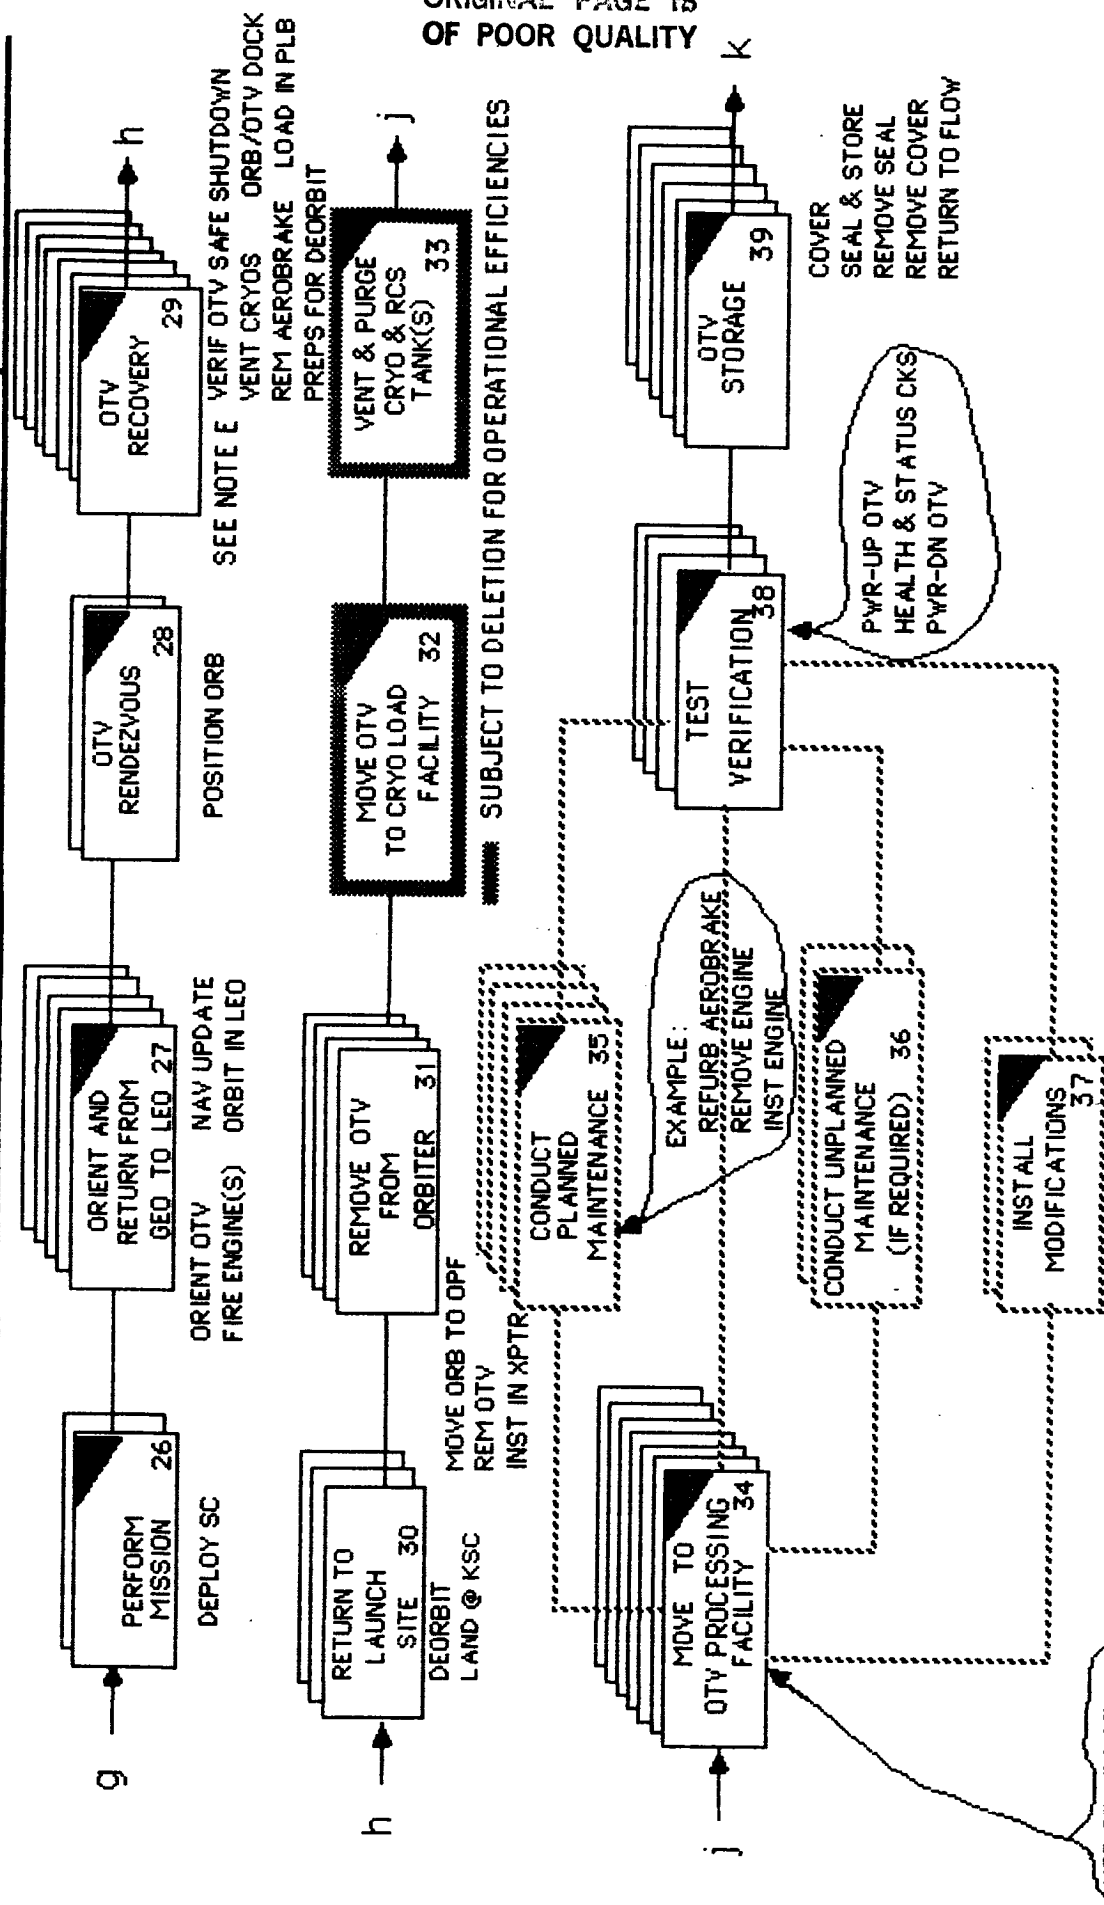 ORIGINAL PAGE IS
OF POOR QUALITY
g
PERFORM
MISSION
26
DEPLOY SC
ORIENT AND
RETURN FROM
GEO TO LEO 27
ORIENT OTV NAV UPDATE
FIRE ENGINE(S) ORBIT IN LEO
OTV
RENDEZVOUS
28
POSITION ORB
OTV
RECOVERY
29
h
SEE NOTE E
VERIF OTV SAFE SHUTDOWN
VENT CRYOS ORB/OTV DOCK
REM AEROBRAKE LOAD IN PLB
PREPS FOR DEORBIT
h
RETURN TO
LAUNCH
SITE 30
DEORBIT
LAND @ KSC
REMOVE OTV
FROM
ORBITER 31
MOVE ORB TO OPF
REM OTV
INST IN XPTR
MOVE OTV
TO CRYO LOAD
FACILITY 32
VENT & PURGE
CRYO & RCS
TANK(S) 33
j
SUBJECT TO DELETION FOR OPERATIONAL EFFICIENCIES
j
MOVE TO
OTV PROCESSING
FACILITY 34
CONDUCT
PLANNED
MAINTENANCE 35
EXAMPLE:
REFURB AEROBRAKE
REMOVE ENGINE
INST ENGINE
CONDUCT UNPLANNED
MAINTENANCE
(IF REQUIRED) 36
INSTALL
MODIFICATIONS
37
TEST
VERIFICATION
38
PWR-UP OTV
HEALTH & STATUS CKS
PWR-DN OTV
OTV
STORAGE
39
k
COVER
SEAL & STORE
REMOVE SEAL
REMOVE COVER
RETURN TO FLOW